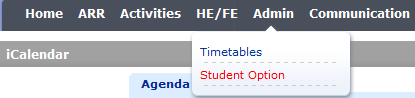 Home ARR Activities HE/FE Admin Communication
Timetables
iCalendar
Student Option
Agenda